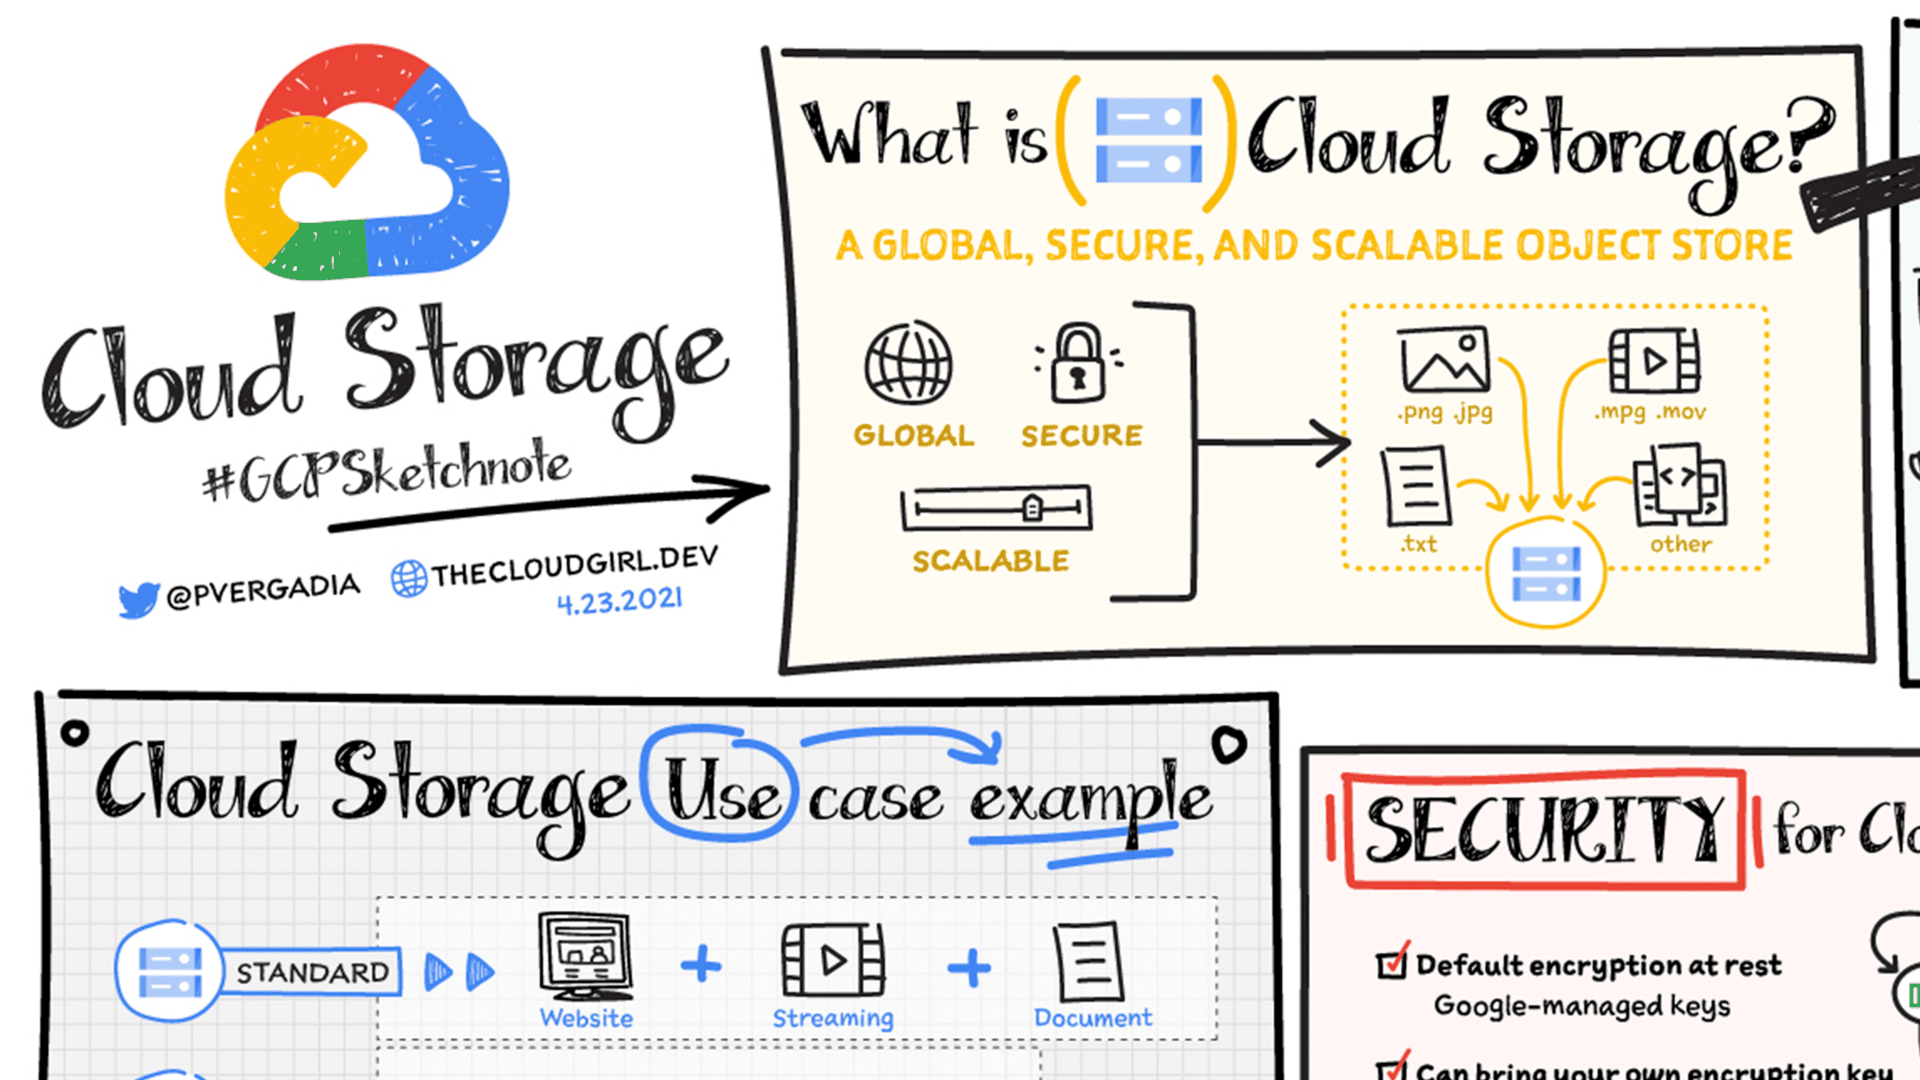 Cloud Storage
#GCPSketchnote
@PVERGADIA
THECLOUDGIRL.DEV
4.23.2021
What is Cloud Storage?
A GLOBAL, SECURE, AND SCALABLE OBJECT STORE
GLOBAL SECURE
SCALABLE
.png .jpg .mpg .mov
.txt other
Cloud Storage Use case example
STANDARD
Website + Streaming + Document
SECURITY for Clo
Default encryption at rest
Google-managed keys
Can bring your own encryption key